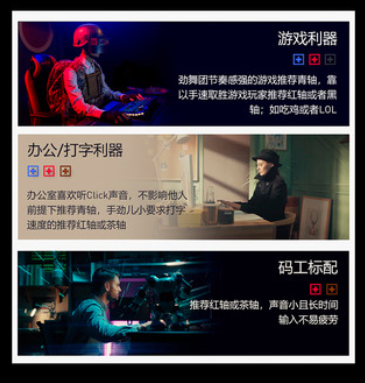 游戏利器
劲舞团节奏感强的游戏推荐青轴，靠
以手速取胜游戏玩家推荐红轴或者黑
轴；如吃鸡或者LOL
办公/打字利器
办公室喜欢听Click声音，不影响他人
前提下推荐青轴，手劲儿小要求打字
速度的推荐红轴或茶轴
码工标配
推荐红轴或茶轴，声音小且长时间
输入不易疲劳